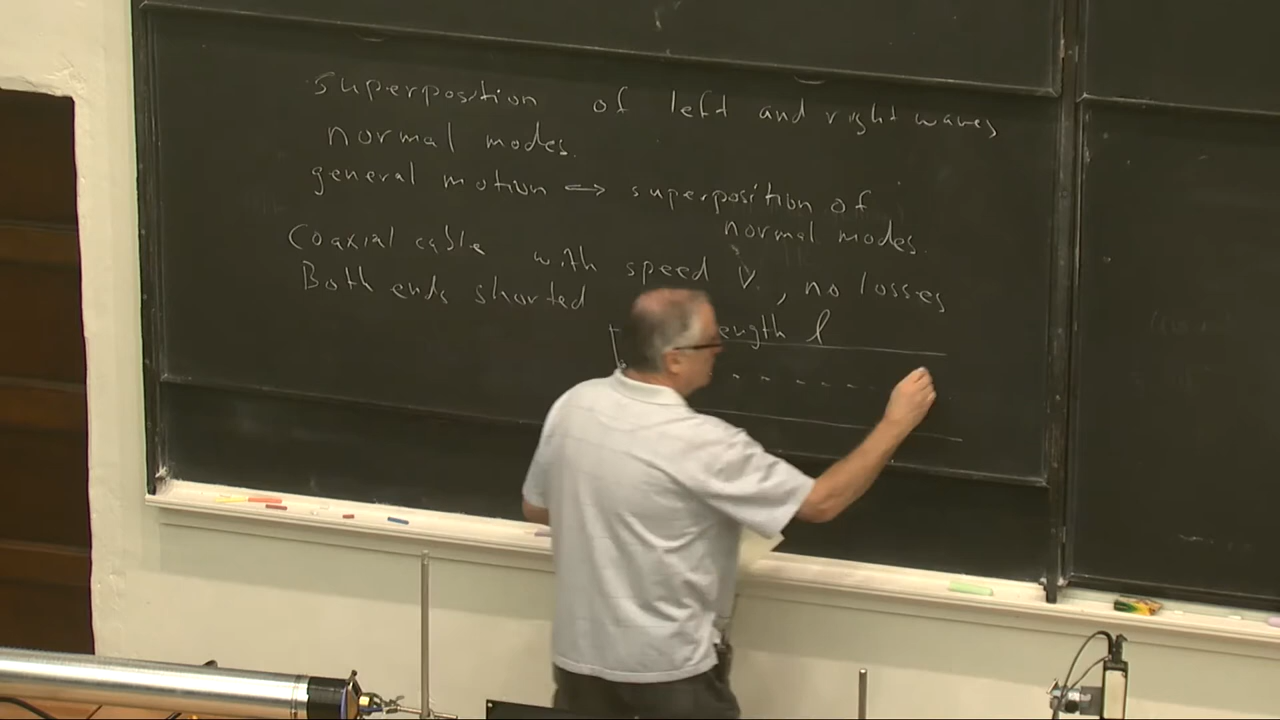 superposition of left and right waves
normal modes.
general motion ↔ superposition of
normal modes.
Coaxial cable with speed v, no losses
Both ends shorted
length l